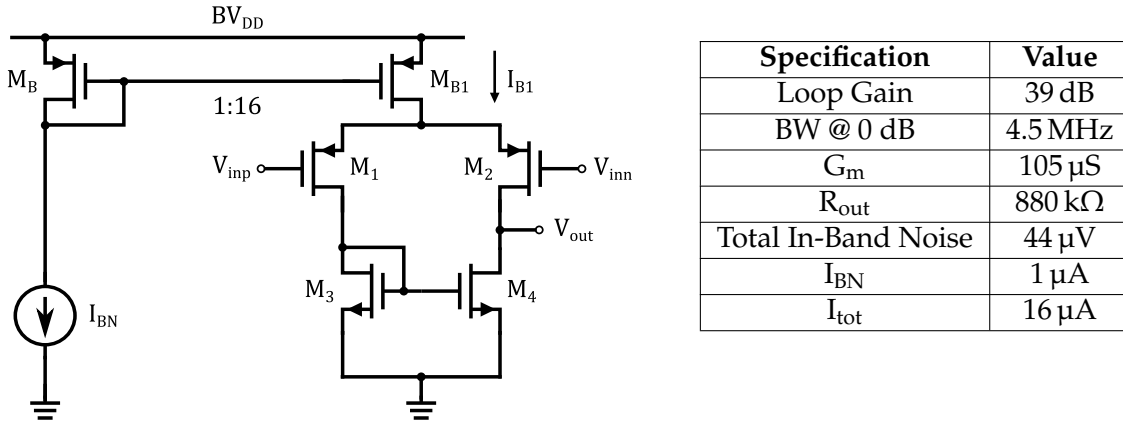 BV_DD
M_B
M_B1
I_B1
1:16
V_inp
M_1
M_2
V_inn
V_out
M_3
M_4
I_BN
Specification Value
Loop Gain 39 dB
BW @ 0 dB 4.5 MHz
G_m 105 µS
R_out 880 kΩ
Total In-Band Noise 44 µV
I_BN 1 µA
I_tot 16 µA